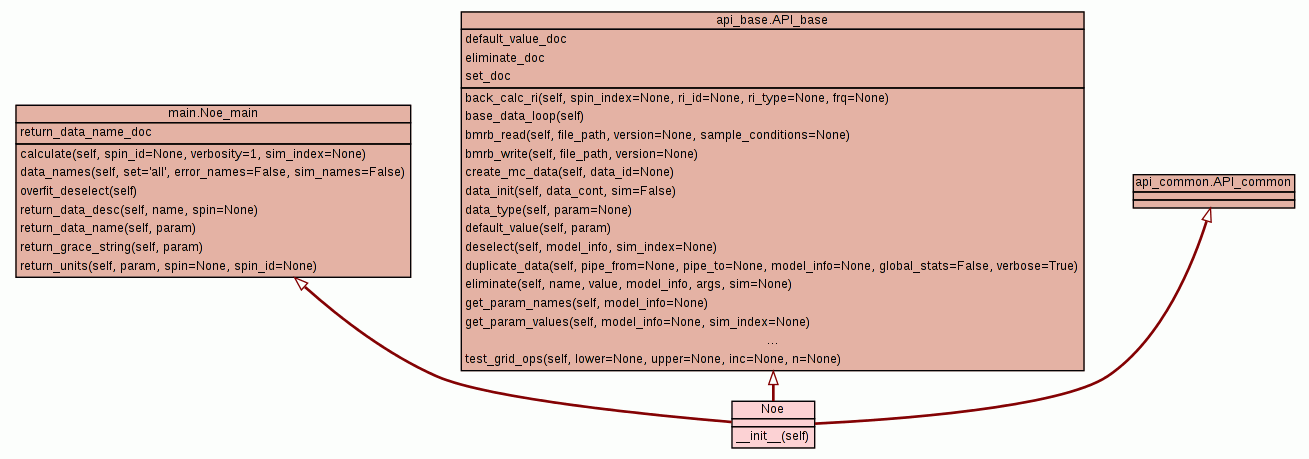 main.Noe_main
return_data_name_doc
calculate(self, spin_id=None, verbosity=1, sim_index=None)
data_names(self, set='all', error_names=False, sim_names=False)
overfit_deselect(self)
return_data_desc(self, name, spin=None)
return_data_name(self, param)
return_grace_string(self, param)
return_units(self, param, spin=None, spin_id=None)
api_base.API_base
default_value_doc
eliminate_doc
set_doc
back_calc_ri(self, spin_index=None, ri_id=None, ri_type=None, frq=None)
base_data_loop(self)
bmrb_read(self, file_path, version=None, sample_conditions=None)
bmrb_write(self, file_path, version=None)
create_mc_data(self, data_id=None)
data_init(self, data_cont, sim=False)
data_type(self, param=None)
default_value(self, param)
deselect(self, model_info, sim_index=None)
duplicate_data(self, pipe_from=None, pipe_to=None, model_info=None, global_stats=False, verbose=True)
eliminate(self, name, value, model_info, args, sim=None)
get_param_names(self, model_info=None)
get_param_values(self, model_info=None, sim_index=None)
...
test_grid_ops(self, lower=None, upper=None, inc=None, n=None)
api_common.API_common
Noe
__init__(self)